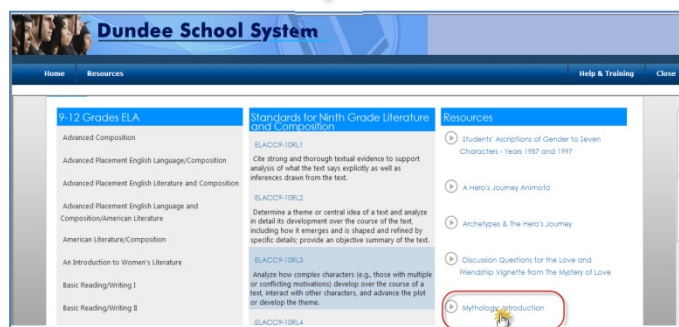 Dundee School System
Home Resources Help & Training Close
9-12 Grades ELA
Advanced Composition
Advanced Placement English Language/Composition
Advanced Placement English Literature and Composition
Advanced Placement English Language and
Composition/American Literature
American Literature/Composition
An Introduction to Women's Literature
Basic Reading/Writing I
Basic Reading/Writing II
Standards for Ninth Grade Literature
and Composition
ELACC9-10RL1
Cite strong and thorough textual evidence to support
analysis of what the text says explicitly as well as
inferences drawn from the text.
ELACC9-10RL2
Determine a theme or central idea of a text and analyze
in detail its development over the course of the text,
including how it emerges and is shaped and refined by
specific details; provide an objective summary of the text.
ELACC9-10RL3
Analyze how complex characters (e.g., those with multiple
or conflicting motivations) develop over the course of a
text, interact with other characters, and advance the plot
or develop the theme.
ELACC9-10RL4
Resources
Students' Ascriptions of Gender to Seven
Characters - Years 1987 and 1997
A Hero's Journey Animoto
Archetypes & The Hero's Journey
Discussion Questions for the Love and
Friendship Vignette from The Mystery of Love
Mythology Introduction